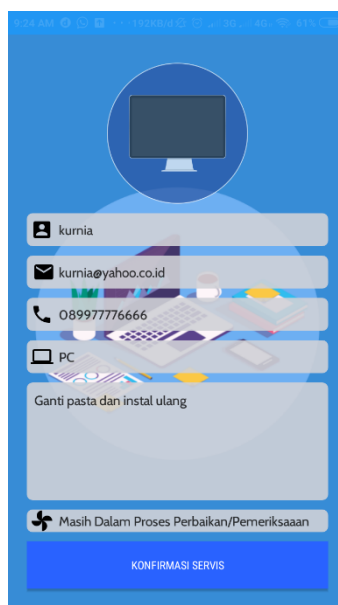 9:24 AM ... 192KB/d 3G 4G 61%
kurnia
kurnia@yahoo.co.id
089977776666
PC
Ganti pasta dan instal ulang
Masih Dalam Proses Perbaikan/Pemeriksaaan
KONFIRMASI SERVIS